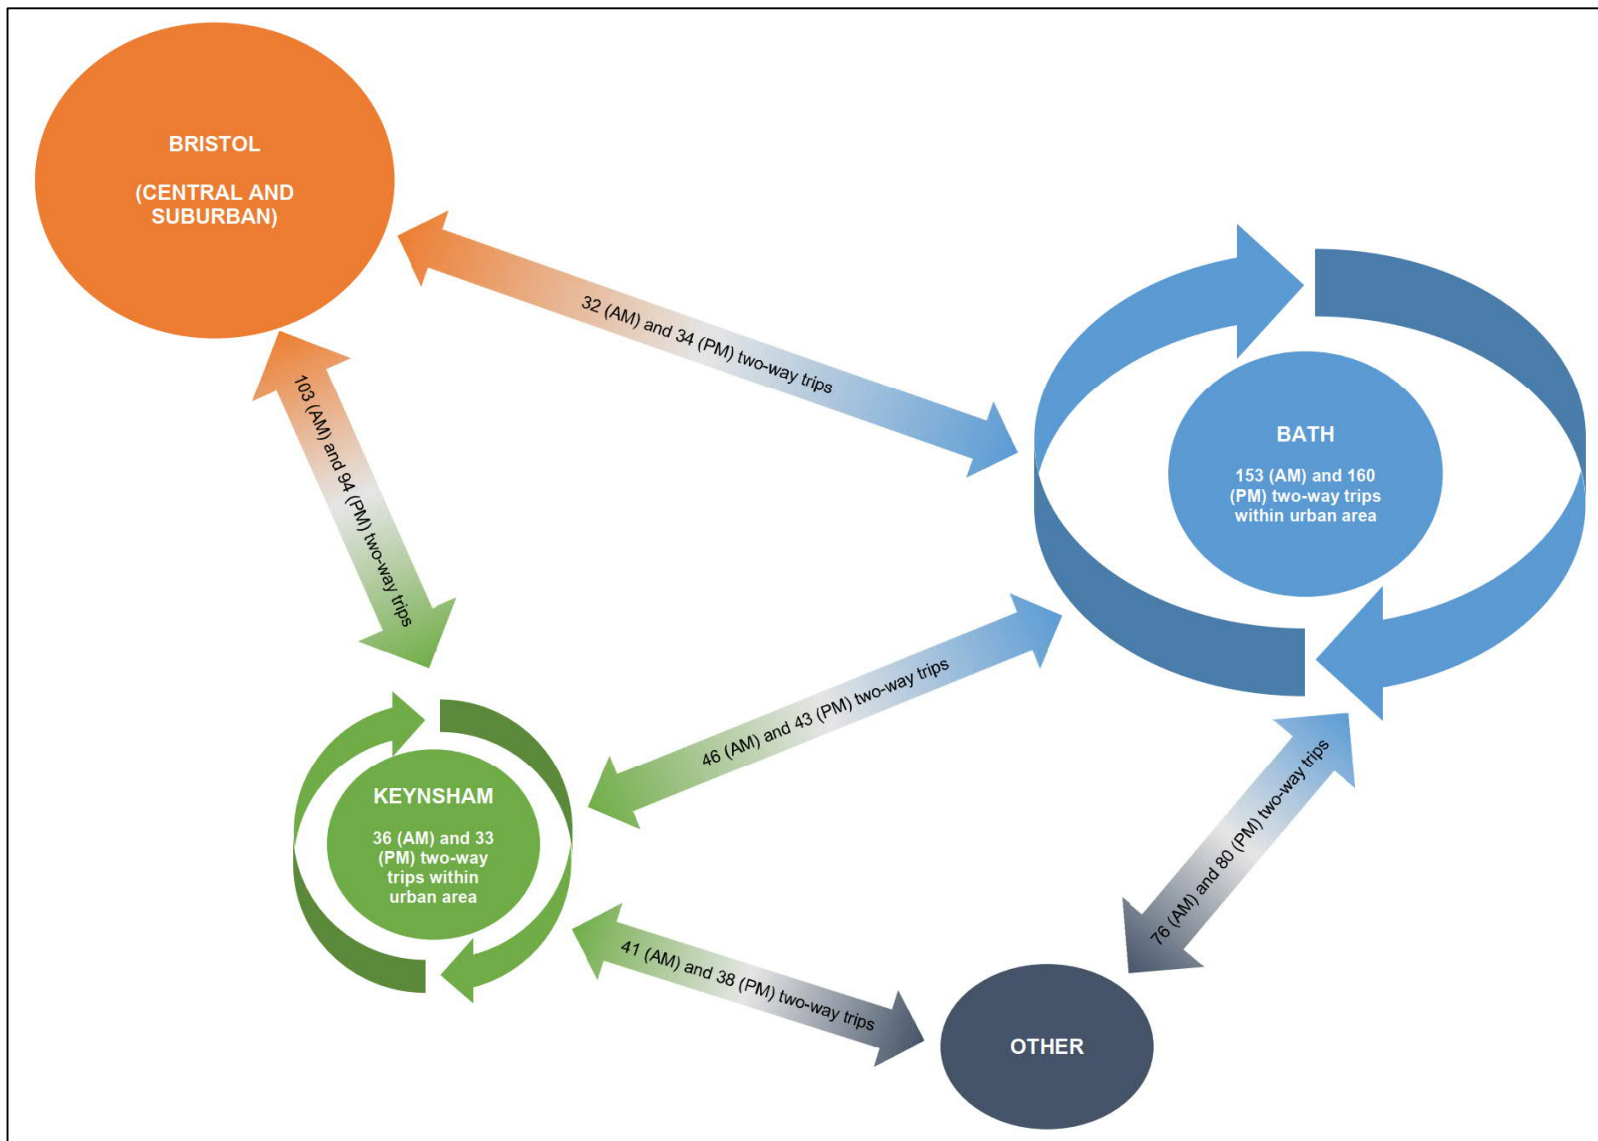 BRISTOL
(CENTRAL AND
SUBURBAN)
32 (AM) and 34 (PM) two-way trips
103 (AM) and 94 (PM) two-way trips
BATH
153 (AM) and 160
(PM) two-way trips
within urban area
46 (AM) and 43 (PM) two-way trips
KEYNSHAM
36 (AM) and 33
(PM) two-way
trips within
urban area
76 (AM) and 80 (PM) two-way trips
41 (AM) and 38 (PM) two-way trips
OTHER